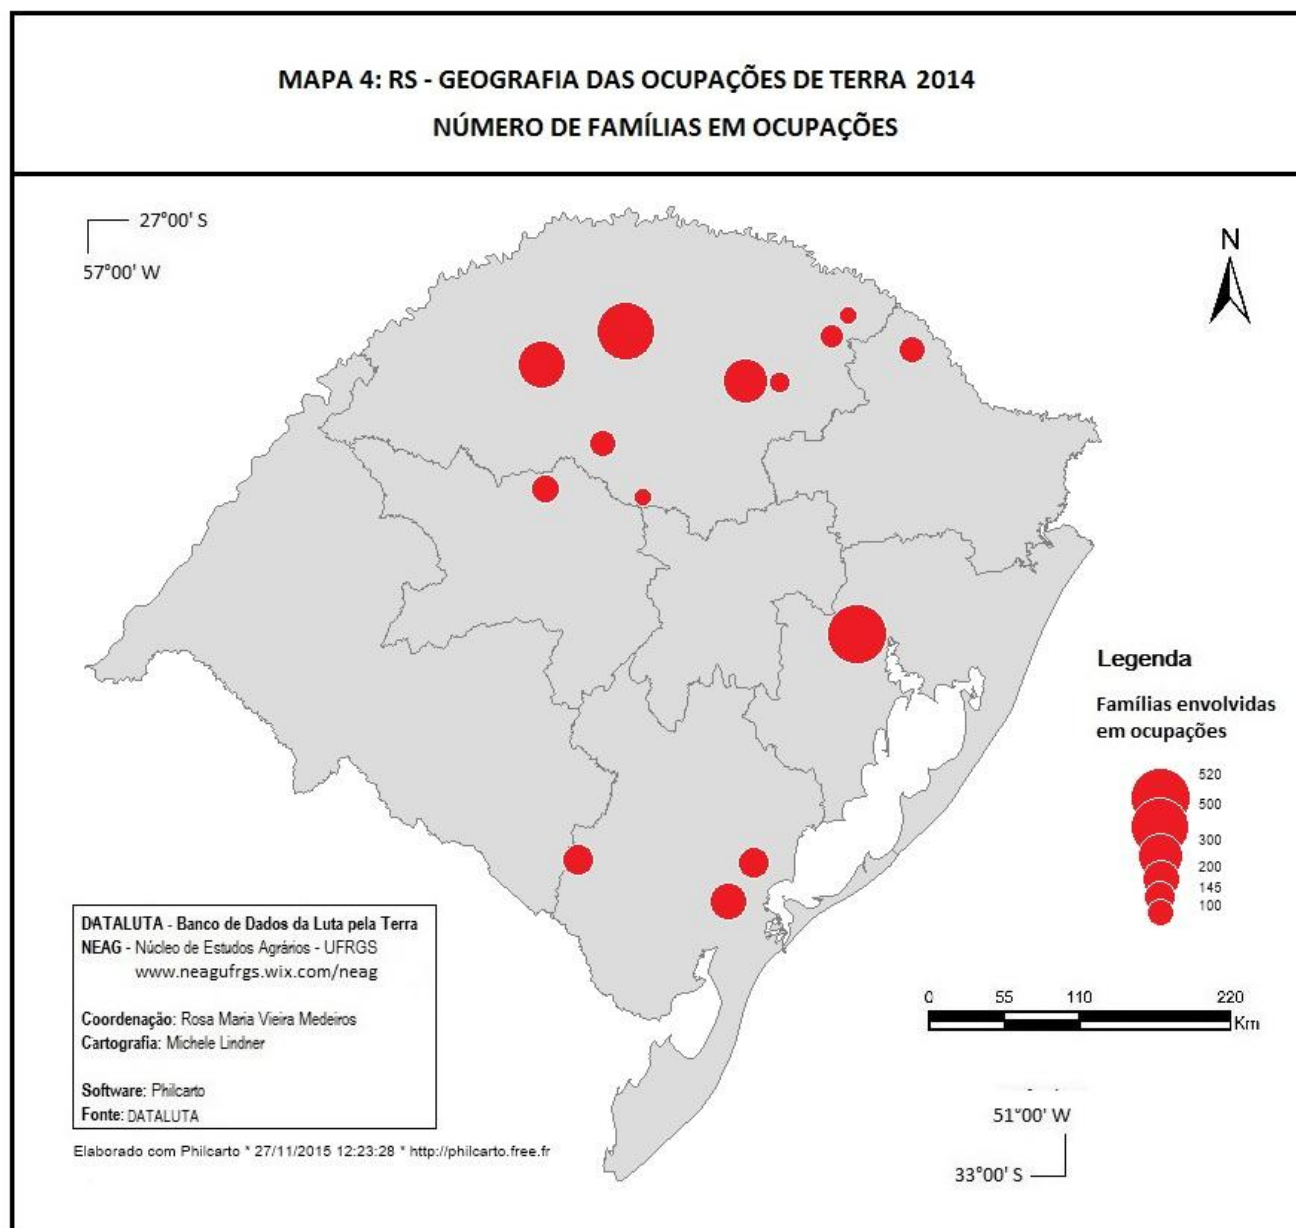 MAPA 4: RS - GEOGRAFIA DAS OCUPAÇÕES DE TERRA 2014
NÚMERO DE FAMÍLIAS EM OCUPAÇÕES
27°00' S
57°00' W
N
Legenda
Famílias envolvidas
em ocupações
520
500
300
200
145
100
DATALUTA - Banco de Dados da Luta pela Terra
NEAG - Núcleo de Estudos Agrários - UFRGS
www.neagufrgs.wix.com/neag
Coordenação: Rosa Maria Vieira Medeiros
Cartografia: Michele Lindner
Software: Philcarto
Fonte: DATALUTA
0 55 110 220
Km
51°00' W
33°00' S
Elaborado com Philcarto * 27/11/2015 12:23:28 * http://philcarto.free.fr